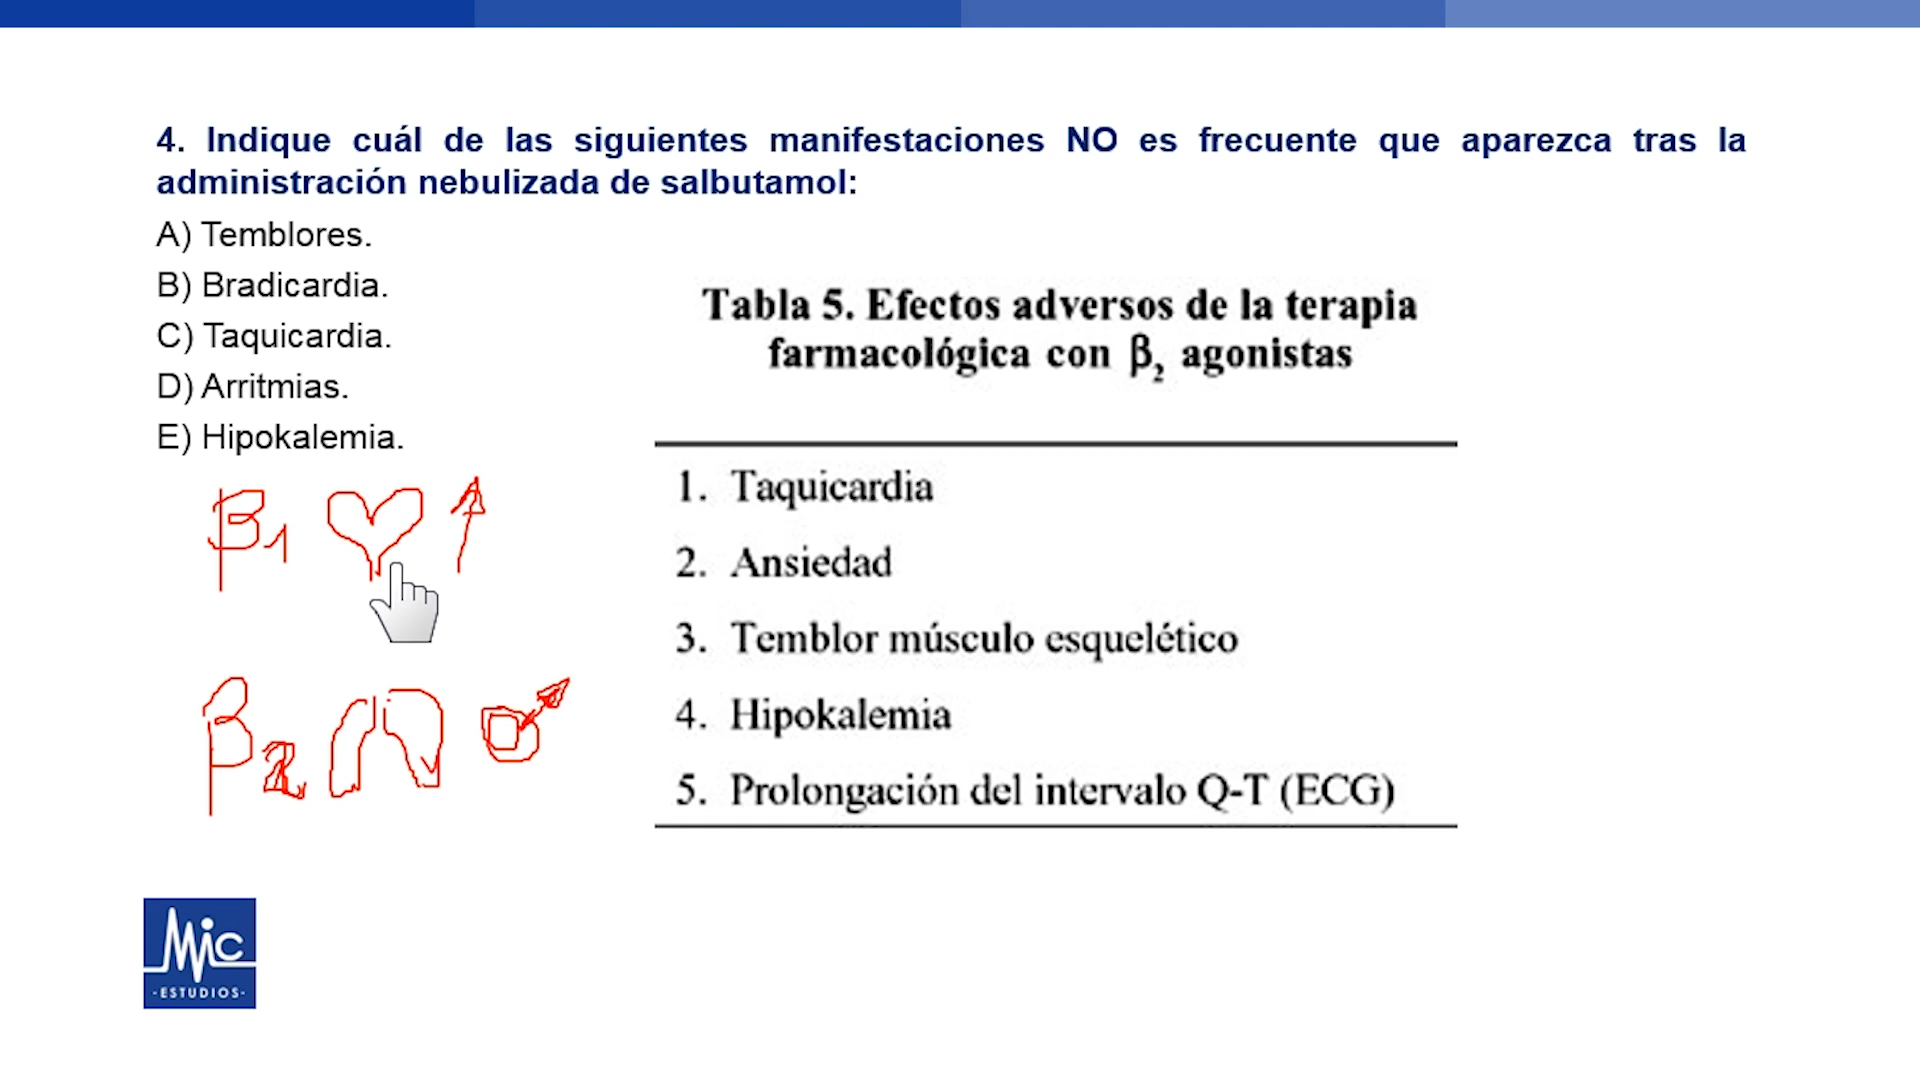 4. Indique cuál de las siguientes manifestaciones NO es frecuente que aparezca tras la
administración nebulizada de salbutamol:
A) Temblores.
B) Bradicardia.
C) Taquicardia.
D) Arritmias.
E) Hipokalemia.
β1
β2
Tabla 5. Efectos adversos de la terapia
farmacológica con β2 agonistas
1. Taquicardia
2. Ansiedad
3. Temblor músculo esquelético
4. Hipokalemia
5. Prolongación del intervalo Q-T (ECG)
Mic
·ESTUDIOS·